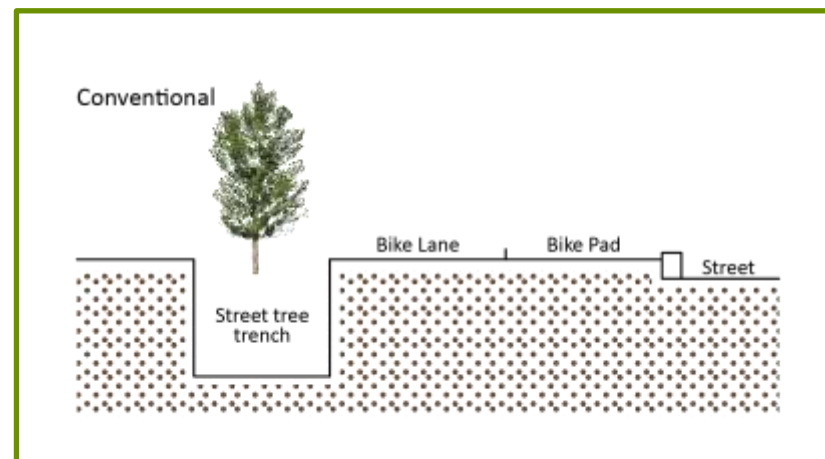 Conventional
Bike Lane
Bike Pad
Street
Street tree
trench